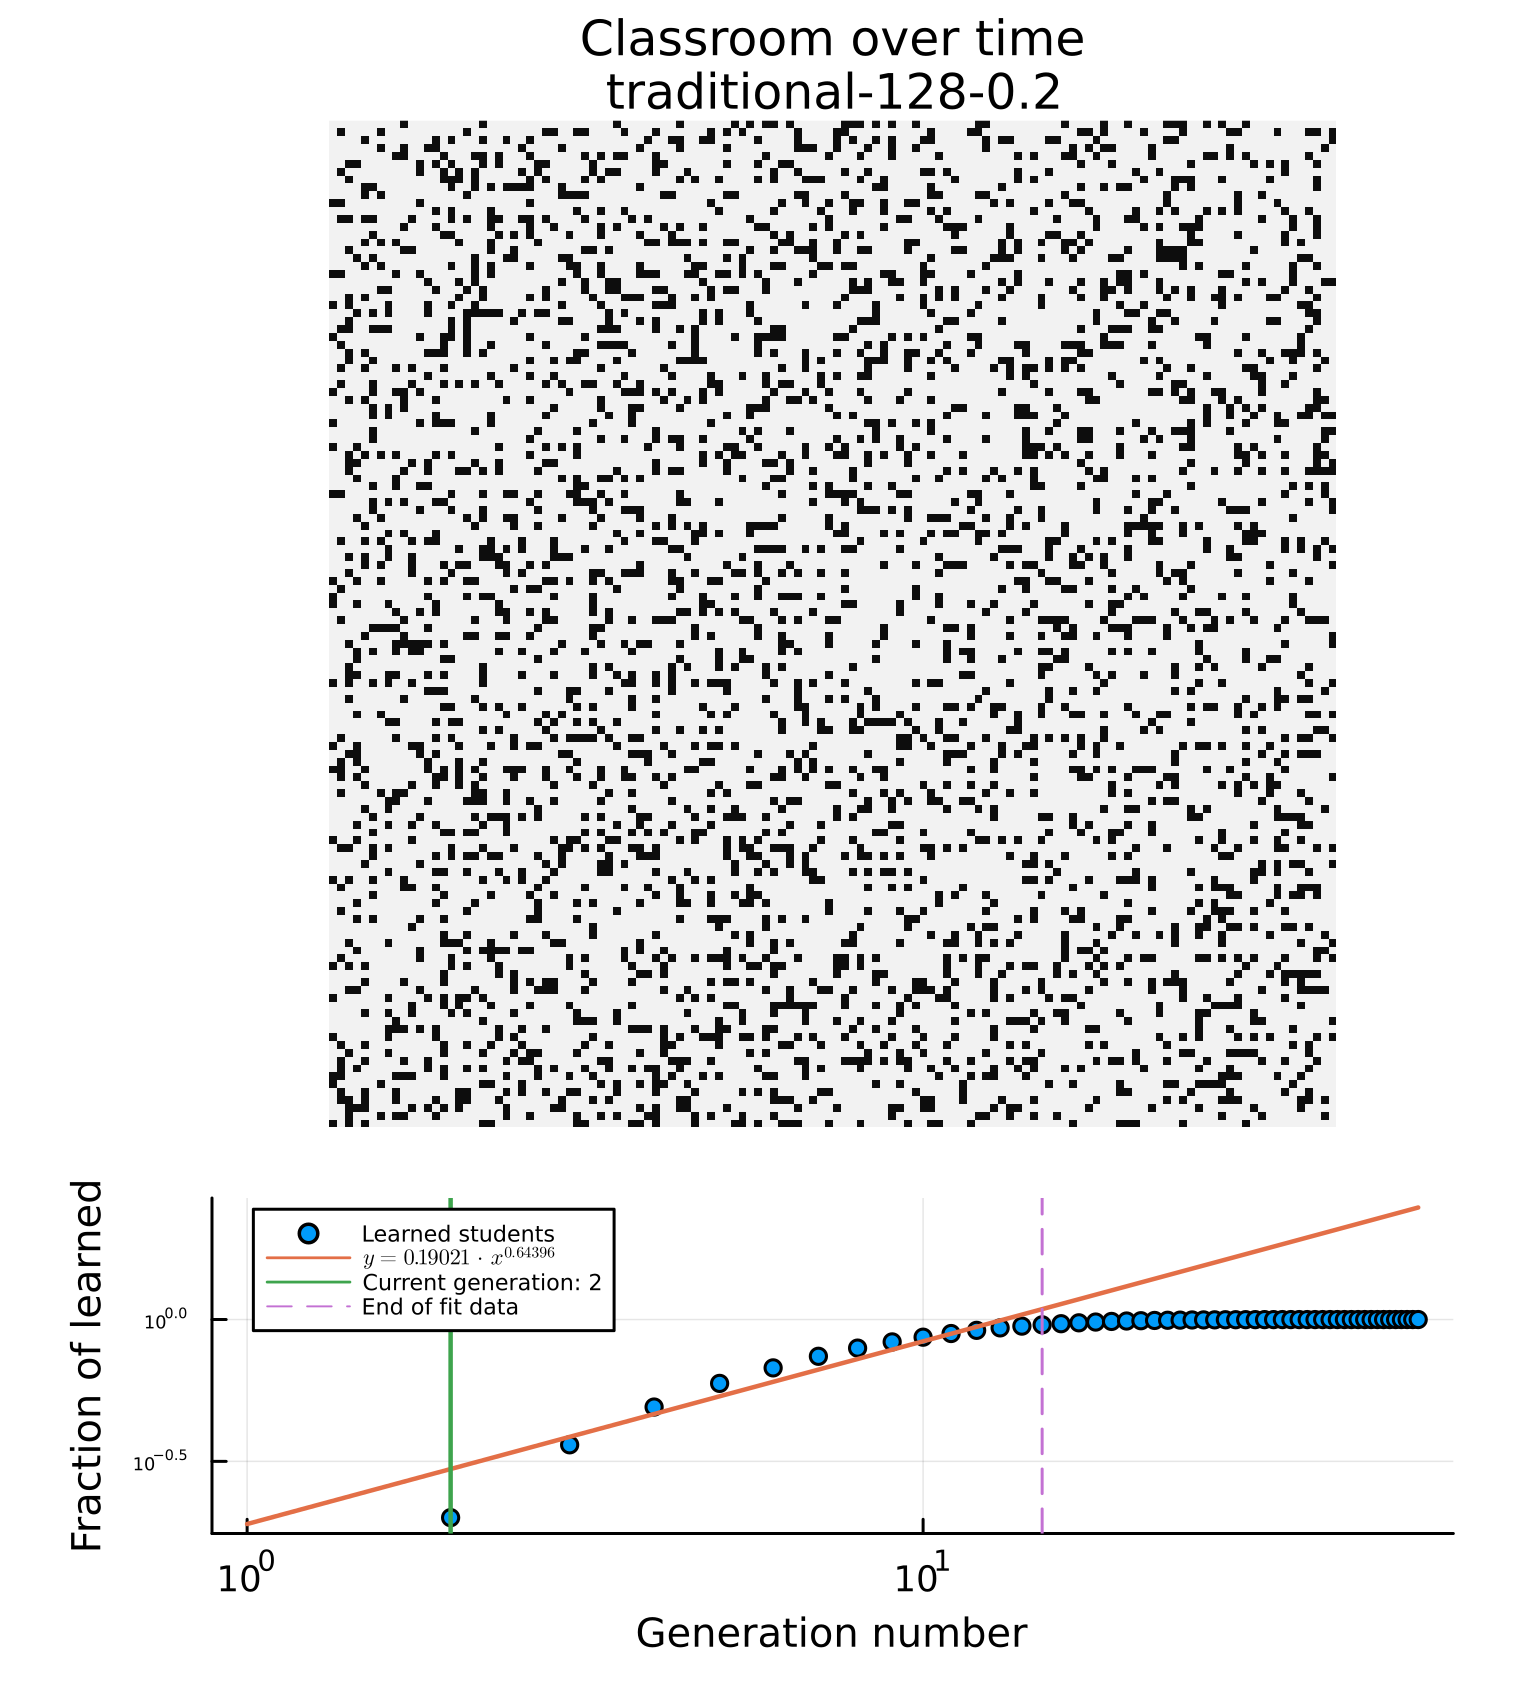 Classroom over time
traditional-128-0.2
Fraction of learned
Learned students
y = 0.19021 · x^0.64396
Current generation: 2
End of fit data
10^0.0
10^−0.5
10^0
10^1
Generation number